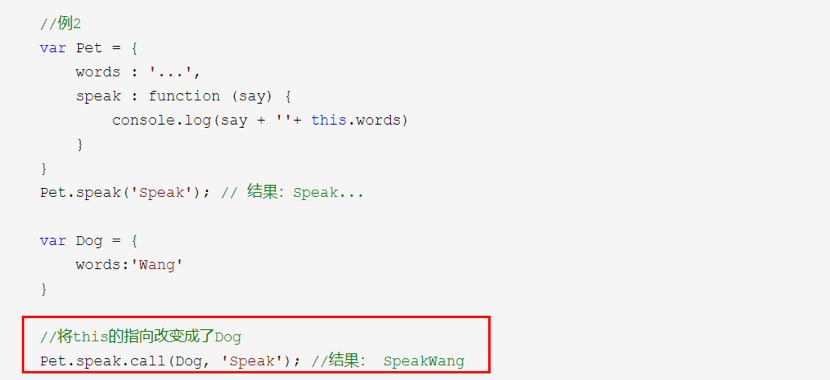 //例2
var Pet = {
    words : '...',
    speak : function (say) {
        console.log(say + ''+ this.words)
    }
}
Pet.speak('Speak'); // 结果：Speak...

var Dog = {
    words:'Wang'
}

//将this的指向改变成了Dog
Pet.speak.call(Dog, 'Speak'); //结果： SpeakWang